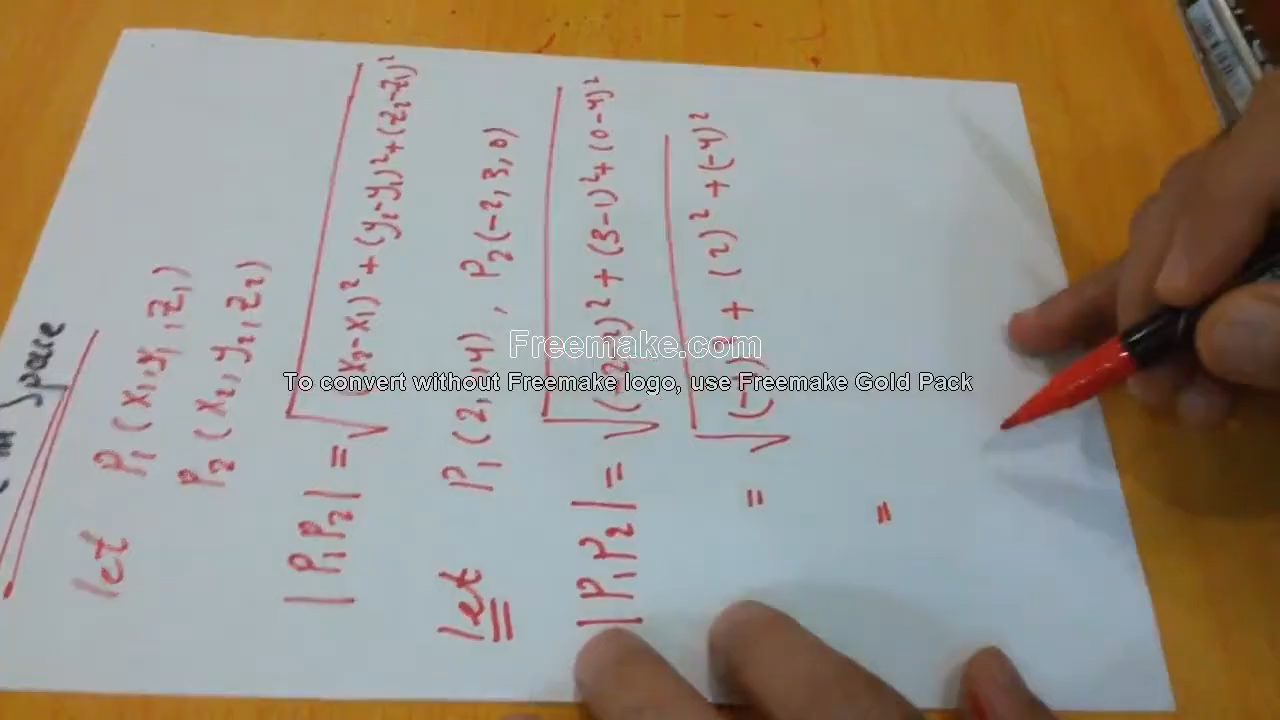 in Space
let P₁(x₁,y₁,z₁)
P₂(x₂,y₂,z₂)
|P₁P₂| = √(x₂-x₁)²+(y₂-y₁)²+(z₂-z₁)²
let P₁(2,1,4), P₂(-2,3,0)
|P₁P₂| = √(-2-2)²+(3-1)²+(0-4)²
= √(-4)²+(2)²+(-4)²
=
Freemake.com
To convert without Freemake logo, use Freemake Gold Pack